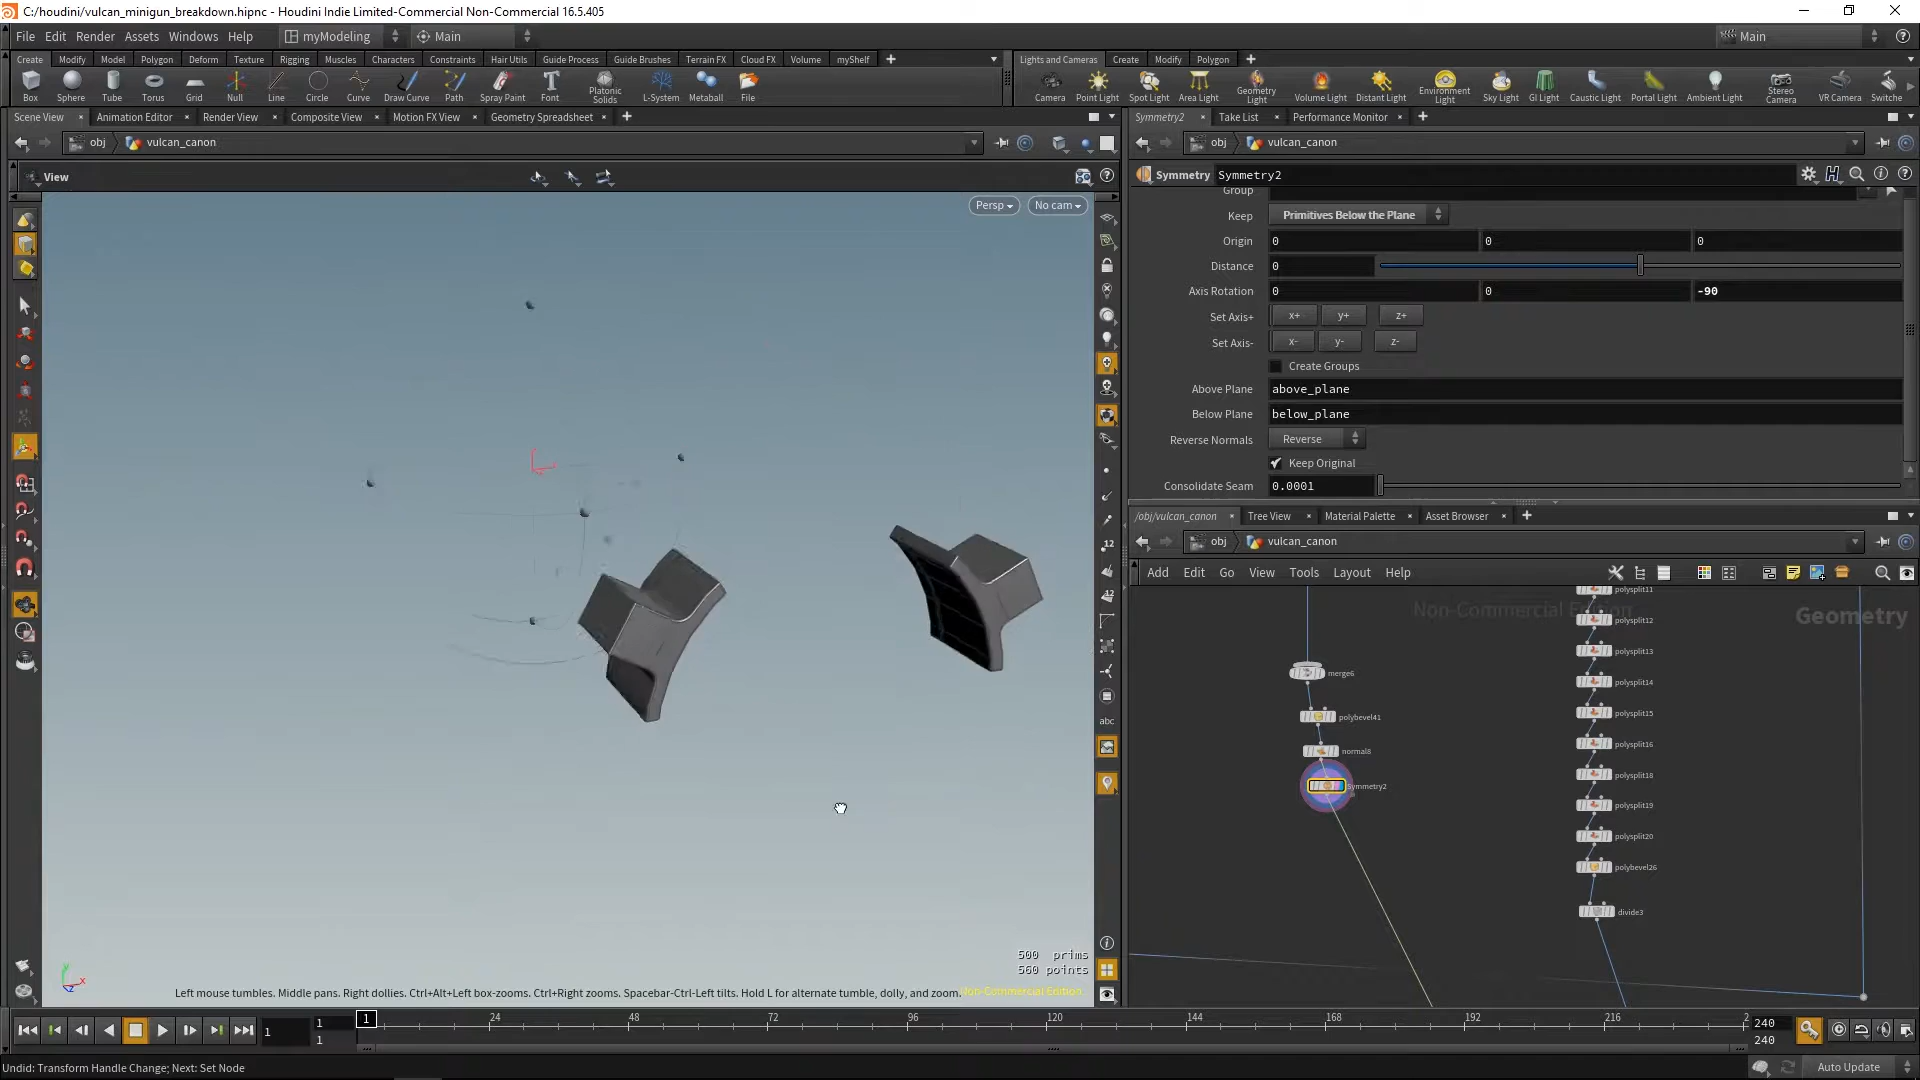 C:/houdini/vulcan_minigun_breakdown.hipnc - Houdini Indie Limited-Commercial Non-Commercial 16.5.405
File Edit Render Assets Windows Help myModeling Main Main
Create Modify Model Polygon Deform Texture Rigging Muscles Characters Constraints Hair Utils Guide Process Guide Brushes Terrain FX Cloud FX Volume myShelf
Lights and Cameras Create Modify Polygon
Box Sphere Tube Torus Grid Null Line Circle Curve Draw Curve Path Spray Paint Font Platonic Solids L-System Metaball File
Camera Point Light Spot Light Area Light Geometry Light Volume Light Distant Light Environment Light Sky Light GI Light Caustic Light Portal Light Ambient Light Stereo Camera VR Camera Switche
Scene View Animation Editor Render View Composite View Motion FX View Geometry Spreadsheet
Symmetry2 Take List Performance Monitor
obj vulcan_canon
obj vulcan_canon
View
Symmetry Symmetry2
Persp No cam
Group
Keep Primitives Below the Plane
Origin 0 0 0
Distance 0
Axis Rotation 0 0 -90
Set Axis+ x+ y+ z+
Set Axis- x- y- z-
Create Groups
Above Plane above_plane
Below Plane below_plane
Reverse Normals Reverse
Keep Original
Consolidate Seam 0.0001
/obj/vulcan_canon Tree View Material Palette Asset Browser
obj vulcan_canon
Add Edit Go View Tools Layout Help
Non-Commercial Edition
Geometry
polysplit11
polysplit12
polysplit13
merge6
polysplit14
polybevel41
polysplit15
normal8
polysplit16
Symmetry2
polysplit18
polysplit19
polysplit20
polybevel26
divide3
12
12
abc
500 prims
560 points
Left mouse tumbles. Middle pans. Right dollies. Ctrl+Alt+Left box-zooms. Ctrl+Right zooms. Spacebar-Ctrl-Left tilts. Hold L for alternate tumble, dolly, and zoom.
Non-Commercial Edition
y x z
1 1 1 1 24 48 72 96 120 144 168 192 216 2 240 240
Undid: Transform Handle Change; Next: Set Node
Auto Update